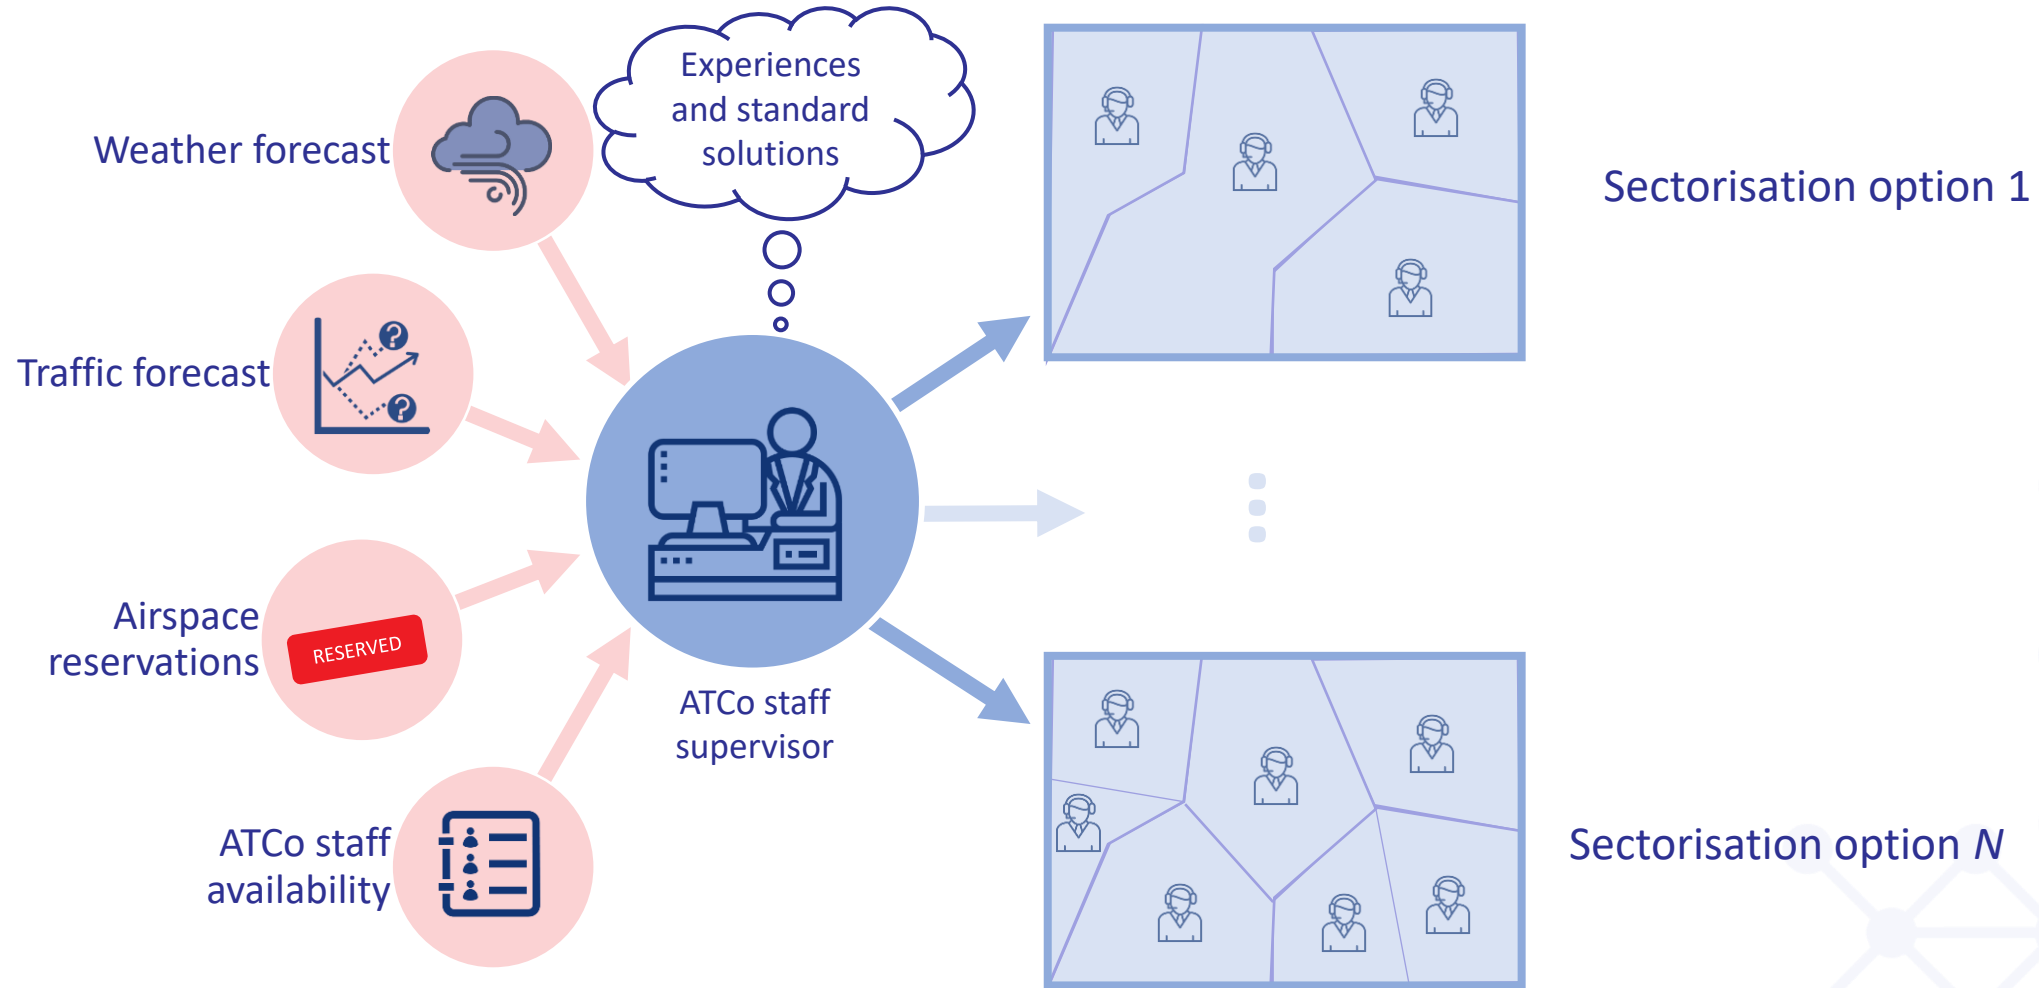 Experiences
and standard
solutions
Weather forecast
Sectorisation option 1
Traffic forecast
?
?
Airspace
reservations
RESERVED
ATCo staff
supervisor
ATCo staff
availability
Sectorisation option N